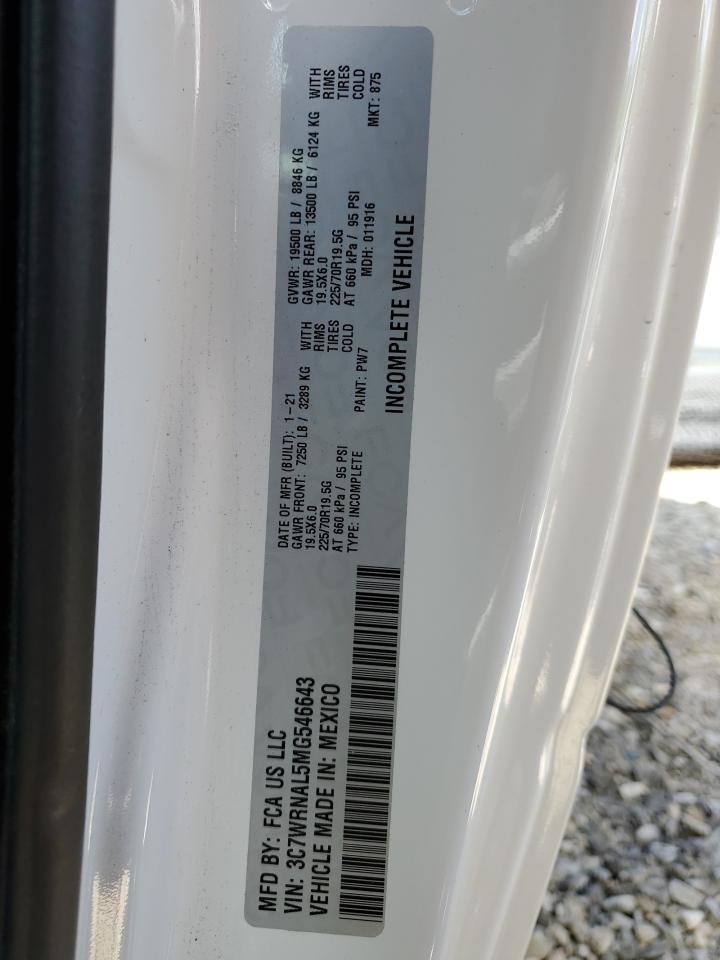 MFD BY: FCA US LLC
VIN: 3C7WRNAL5MG546643
VEHICLE MADE IN: MEXICO
DATE OF MFR (BUILT): 1-21
GAWR FRONT: 7250 LB / 3289 KG WITH
19.5X6.0 RIMS
225/70R19.5G TIRES
AT 660 kPa / 95 PSI COLD
TYPE: INCOMPLETE PAINT: PW7
GVWR: 19500 LB / 8846 KG
GAWR REAR: 13500 LB / 6124 KG WITH
19.5X6.0 RIMS
225/70R19.5G TIRES
AT 660 kPa / 95 PSI COLD
MDH: 011916 MKT: 875
INCOMPLETE VEHICLE